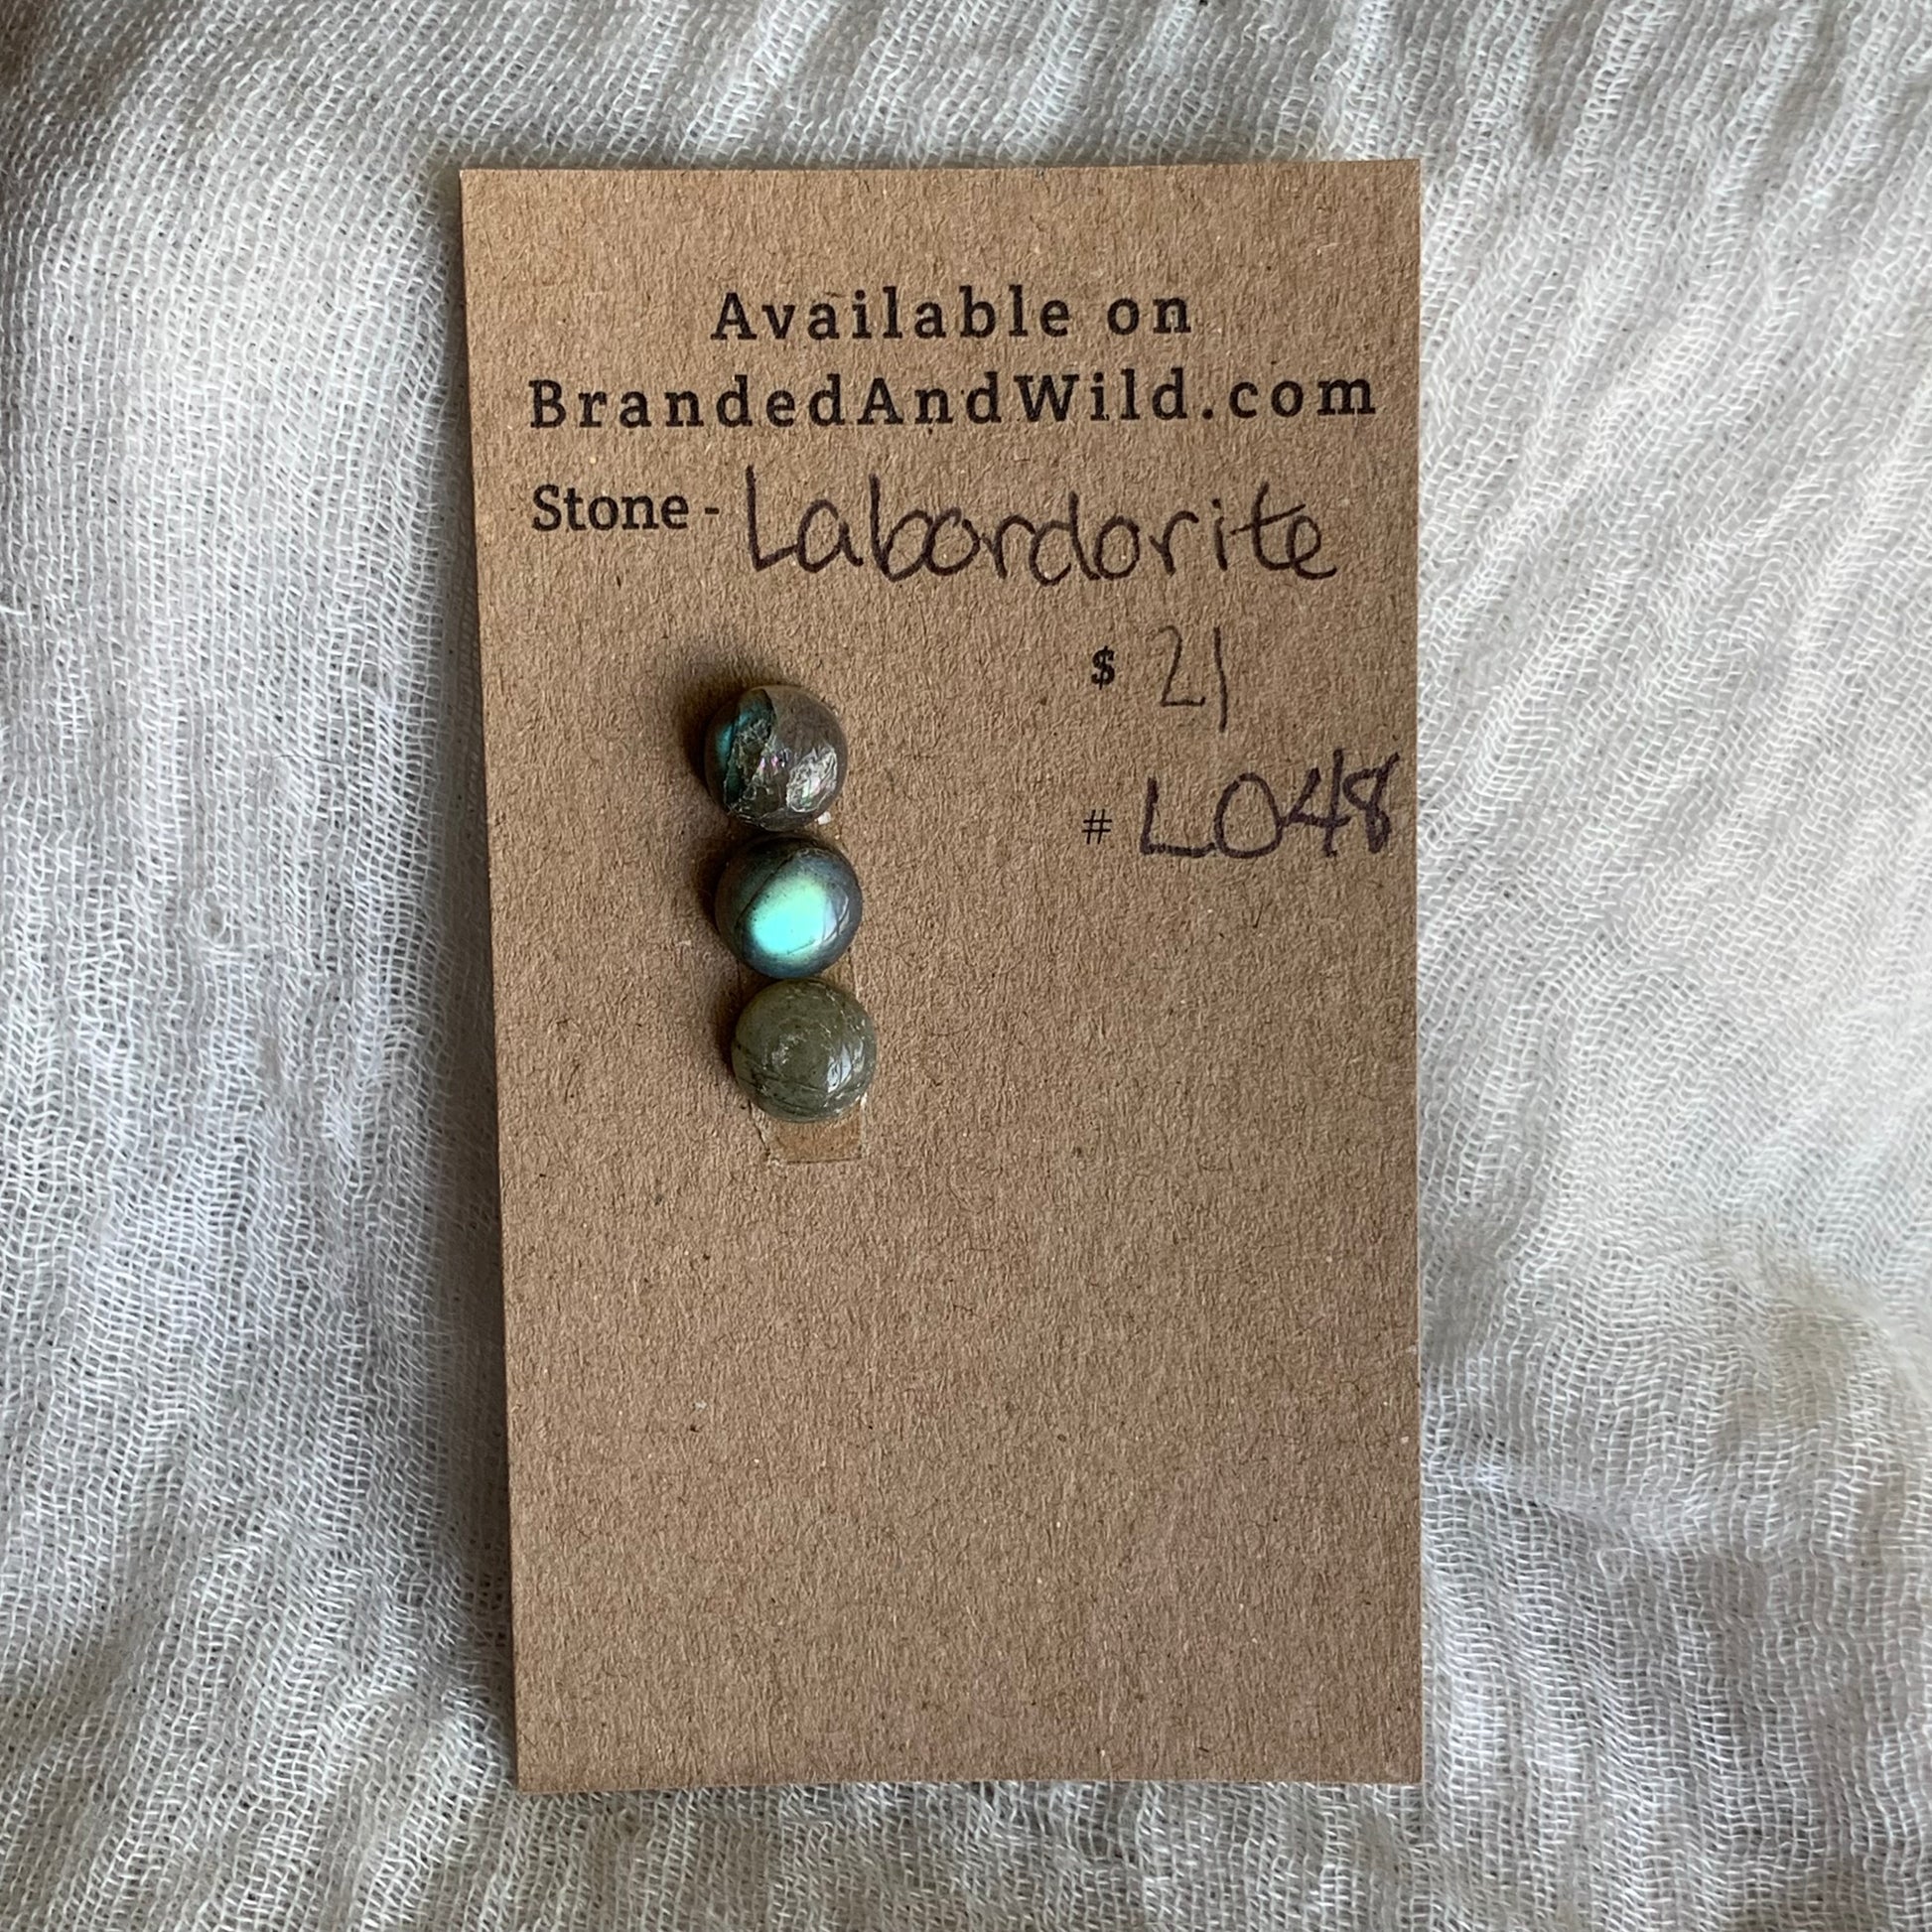 Available on
BrandedAndWild.com
Stone - Labordorite
$ 21
# L048